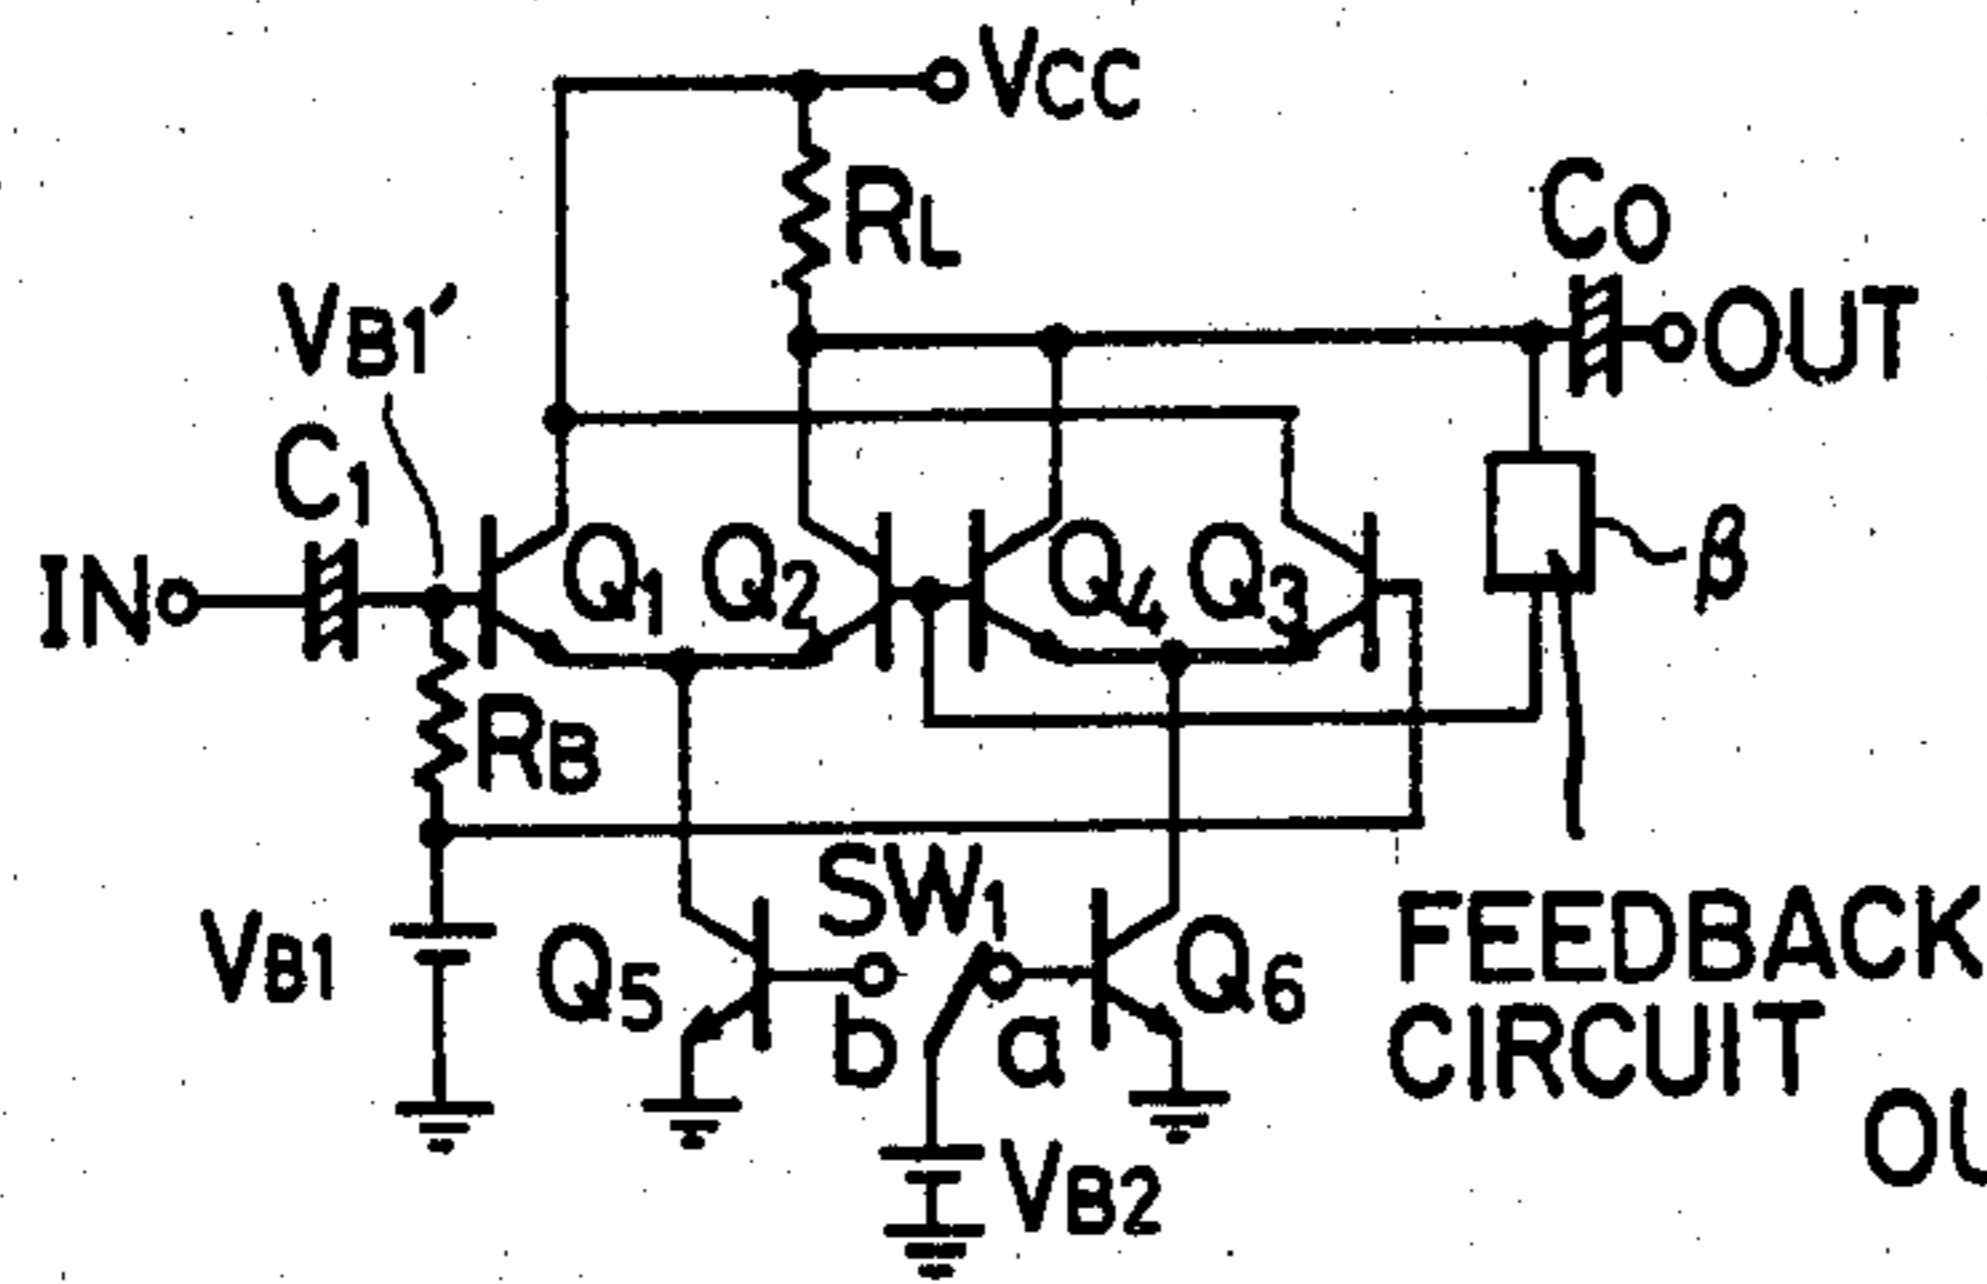 VCC
RL
CO
OUT
VB1′
C1
IN
Q1
Q2
Q4
Q3
β
RB
VB1
Q5
SW1
b
a
Q6
FEEDBACK
CIRCUIT
VB2